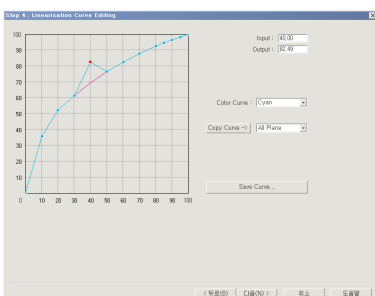 Step 4 : Linearisation Curve Editing
Input : 40.00
Output : 82.49
100
90
80
70
60
50
40
30
20
10
0 10 20 30 40 50 60 70 80 90 100
Color Curve : Cyan
Copy Curve -> All Plane
Save Curve...
< 뒤로(B) 다음(N) > 취소 도움말